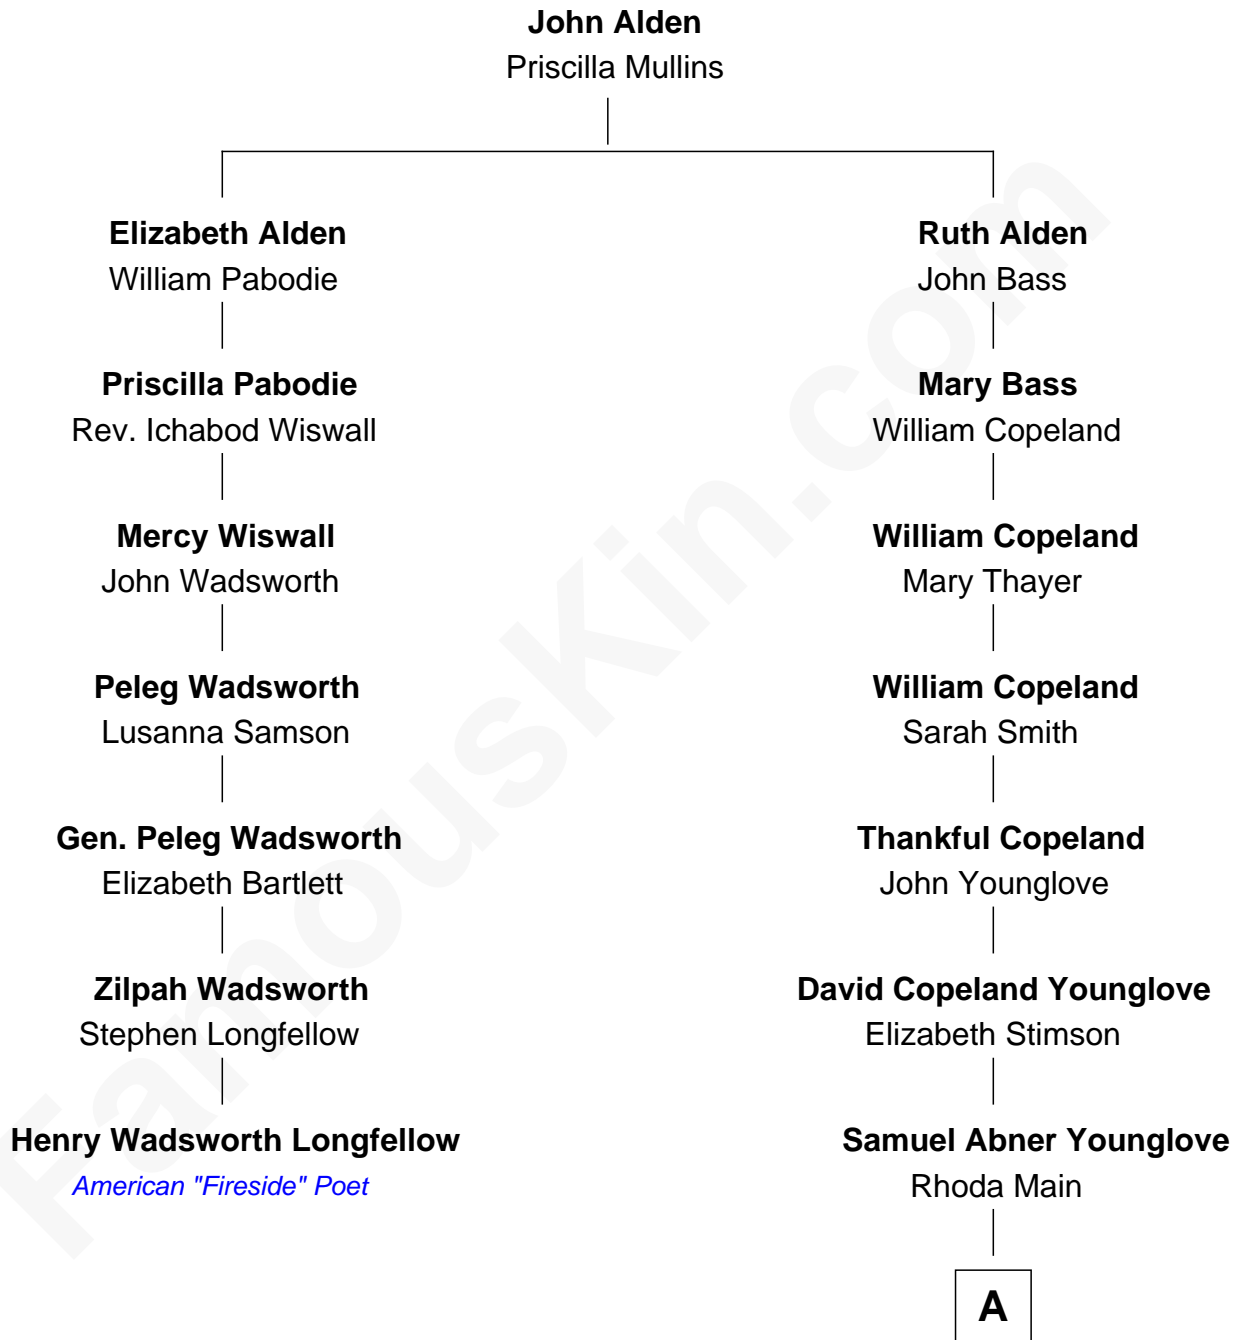 John Alden
Priscilla Mullins
Elizabeth Alden
William Pabodie
Ruth Alden
John Bass
Priscilla Pabodie
Rev. Ichabod Wiswall
Mary Bass
William Copeland
Mercy Wiswall
John Wadsworth
William Copeland
Mary Thayer
Peleg Wadsworth
Lusanna Samson
William Copeland
Sarah Smith
Gen. Peleg Wadsworth
Elizabeth Bartlett
Thankful Copeland
John Younglove
Zilpah Wadsworth
Stephen Longfellow
David Copeland Younglove
Elizabeth Stimson
Henry Wadsworth Longfellow
American "Fireside" Poet
Samuel Abner Younglove
Rhoda Main
A
FamousKin.com